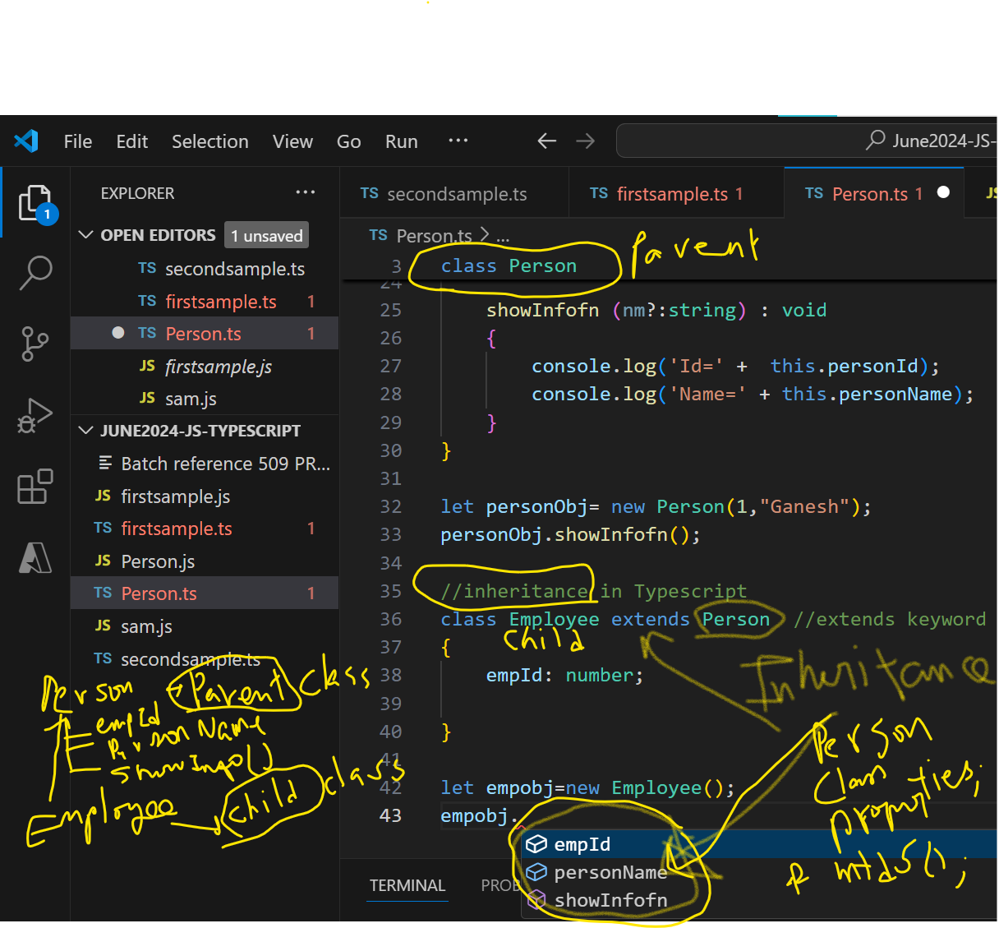 File Edit Selection View Go Run ··· ← → June2024-JS-
EXPLORER ···
OPEN EDITORS 1 unsaved
TS secondsample.ts
TS firstsample.ts 1
TS Person.ts 1
JS firstsample.js
JS sam.js
JUNE2024-JS-TYPESCRIPT
Batch reference 509 PR...
JS firstsample.js
TS firstsample.ts 1
JS Person.js
TS Person.ts 1
JS sam.js
TS secondsample.ts
1
Person → Parent class
empId
Person Name
showInfo()
Employee → child class
TS secondsample.ts TS firstsample.ts 1 TS Person.ts 1 JS
TS Person.ts > ...
Parent
3 class Person
24
25 showInfofn (nm?:string) : void
26 {
27 console.log('Id=' + this.personId);
28 console.log('Name=' + this.personName);
29 }
30 }
31
32 let personObj= new Person(1,"Ganesh");
33 personObj.showInfofn();
34
35 //inheritance in Typescript
36 class Employee extends Person //extends keyword
child
37 {
Inheritance
38 empId: number;
39
40 }
41
42 let empobj=new Employee();
43 empobj.
empId
personName
showInfofn
Person
Class
properties;
& mtds();
TERMINAL PROB